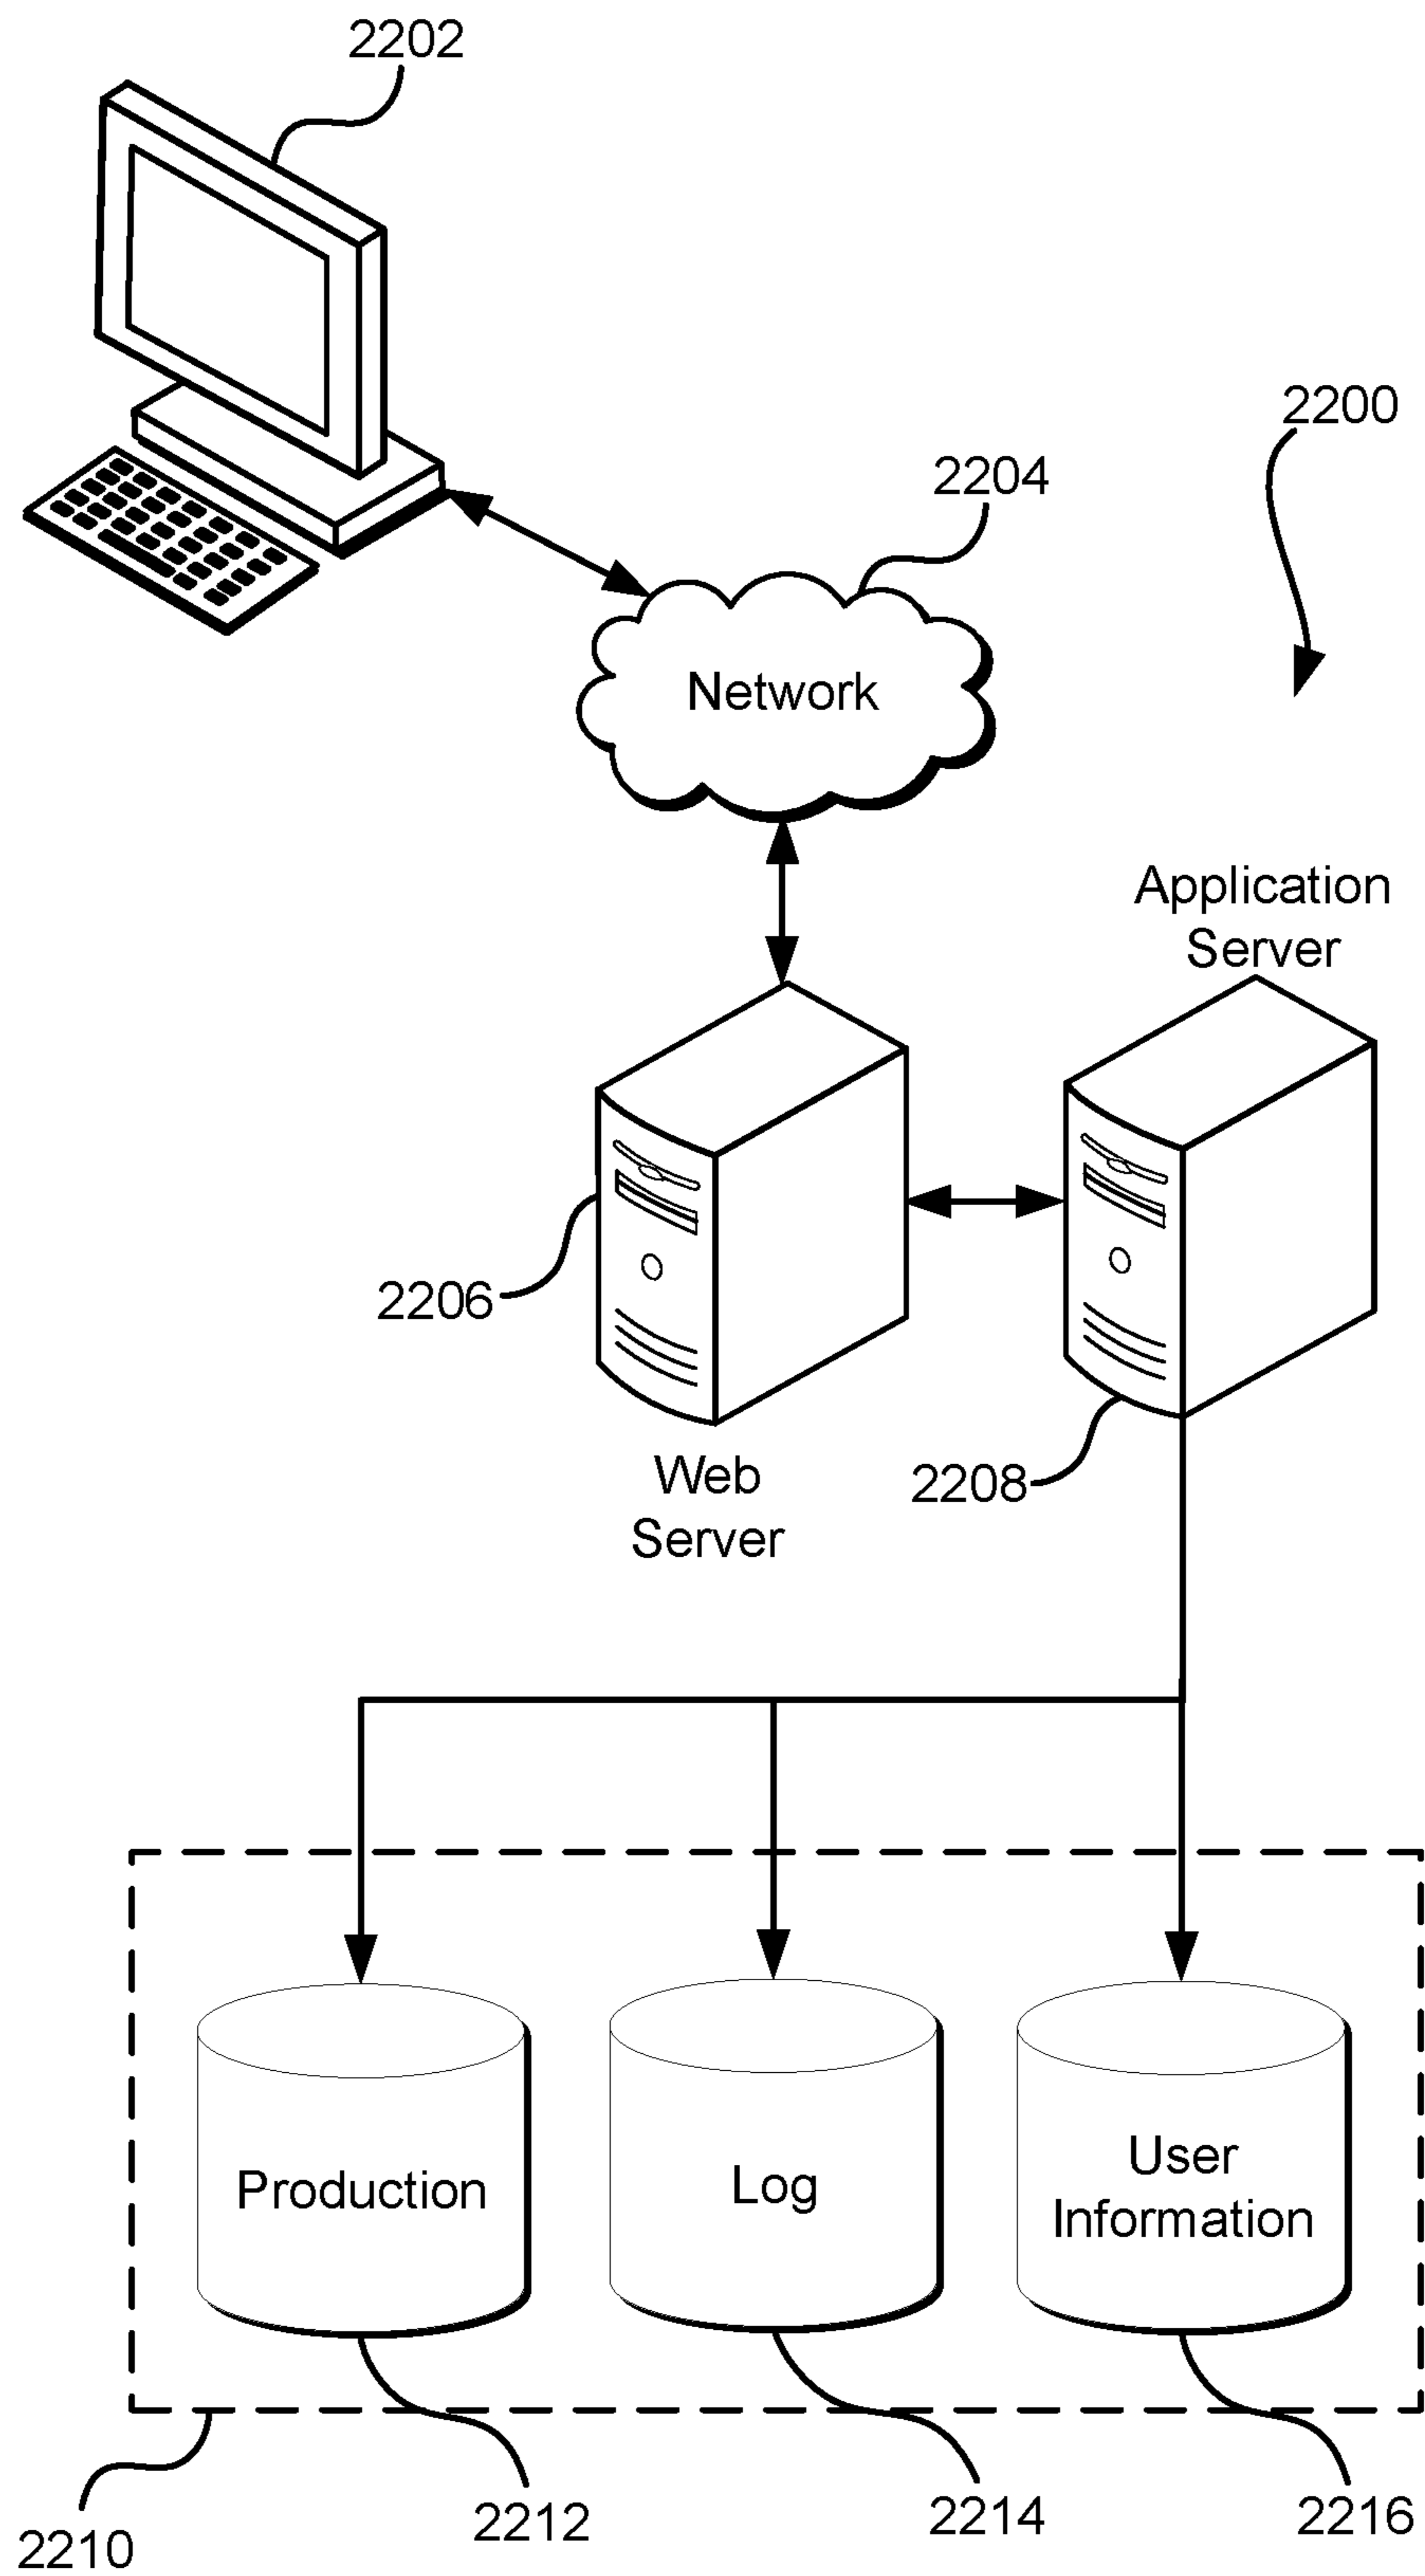 2202
2200
2204
Network
Application
Server
2206
Web
Server
2208
Production
Log
User
Information
2210
2212
2214
2216